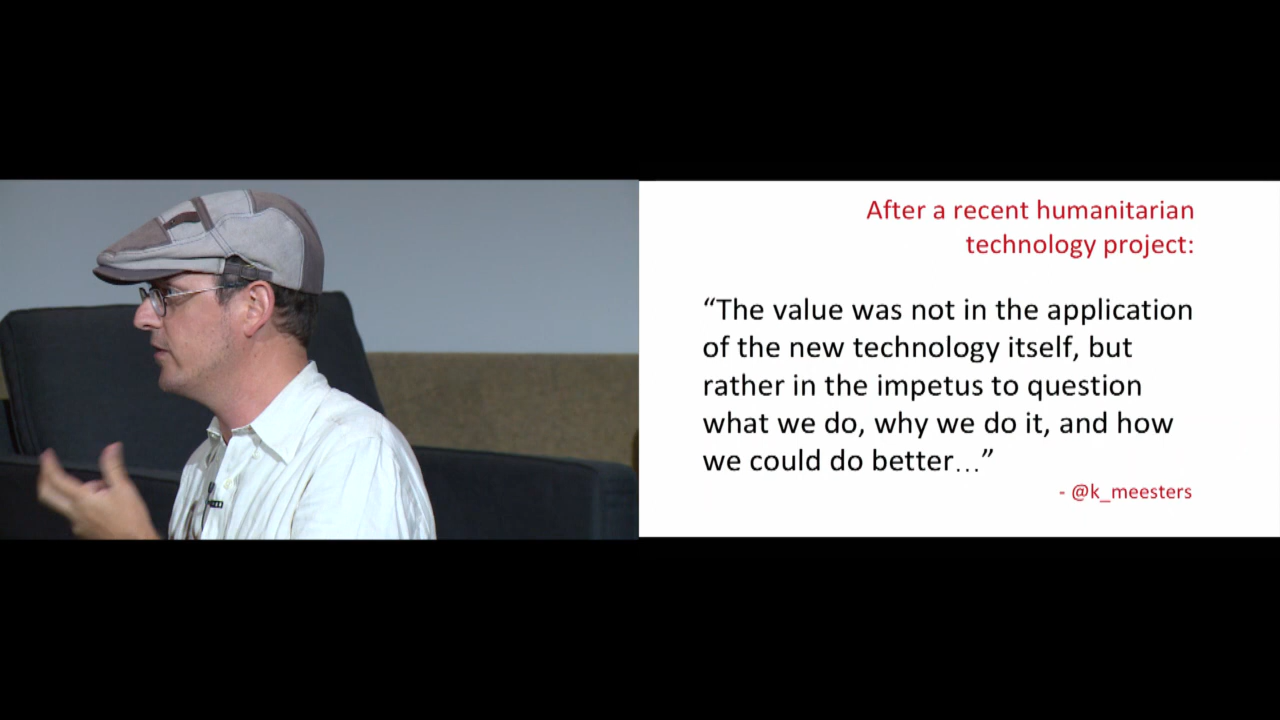 After a recent humanitarian
technology project:
“The value was not in the application
of the new technology itself, but
rather in the impetus to question
what we do, why we do it, and how
we could do better…”
- @k_meesters